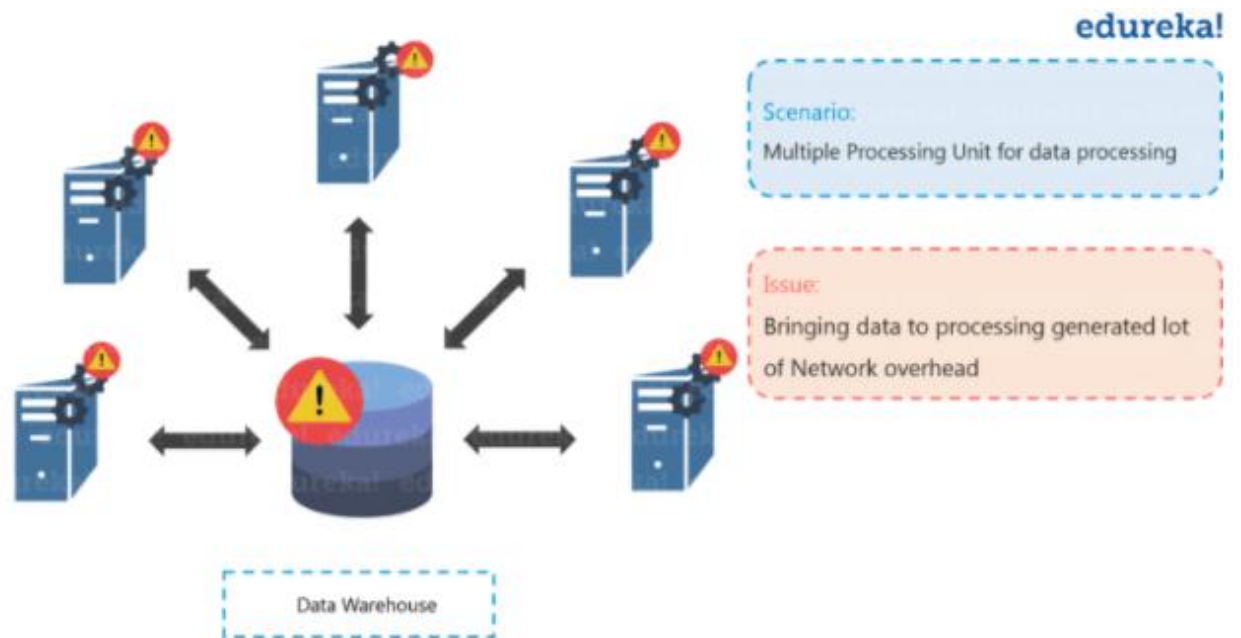 edureka!
Scenario:
Multiple Processing Unit for data processing
Issue:
Bringing data to processing generated lot
of Network overhead
Data Warehouse